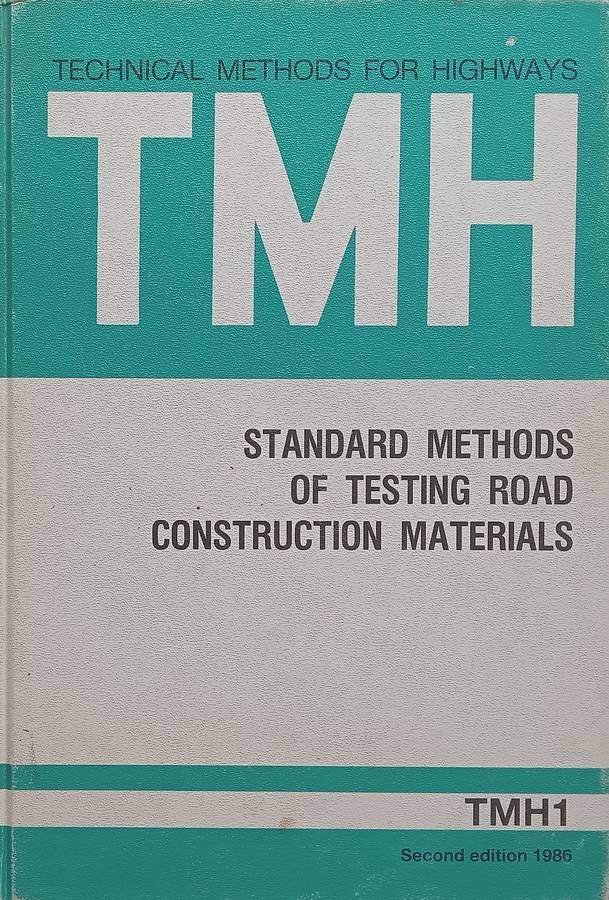 TECHNICAL METHODS FOR HIGHWAYS
TMH
STANDARD METHODS
OF TESTING ROAD
CONSTRUCTION MATERIALS
TMH1
Second edition 1986